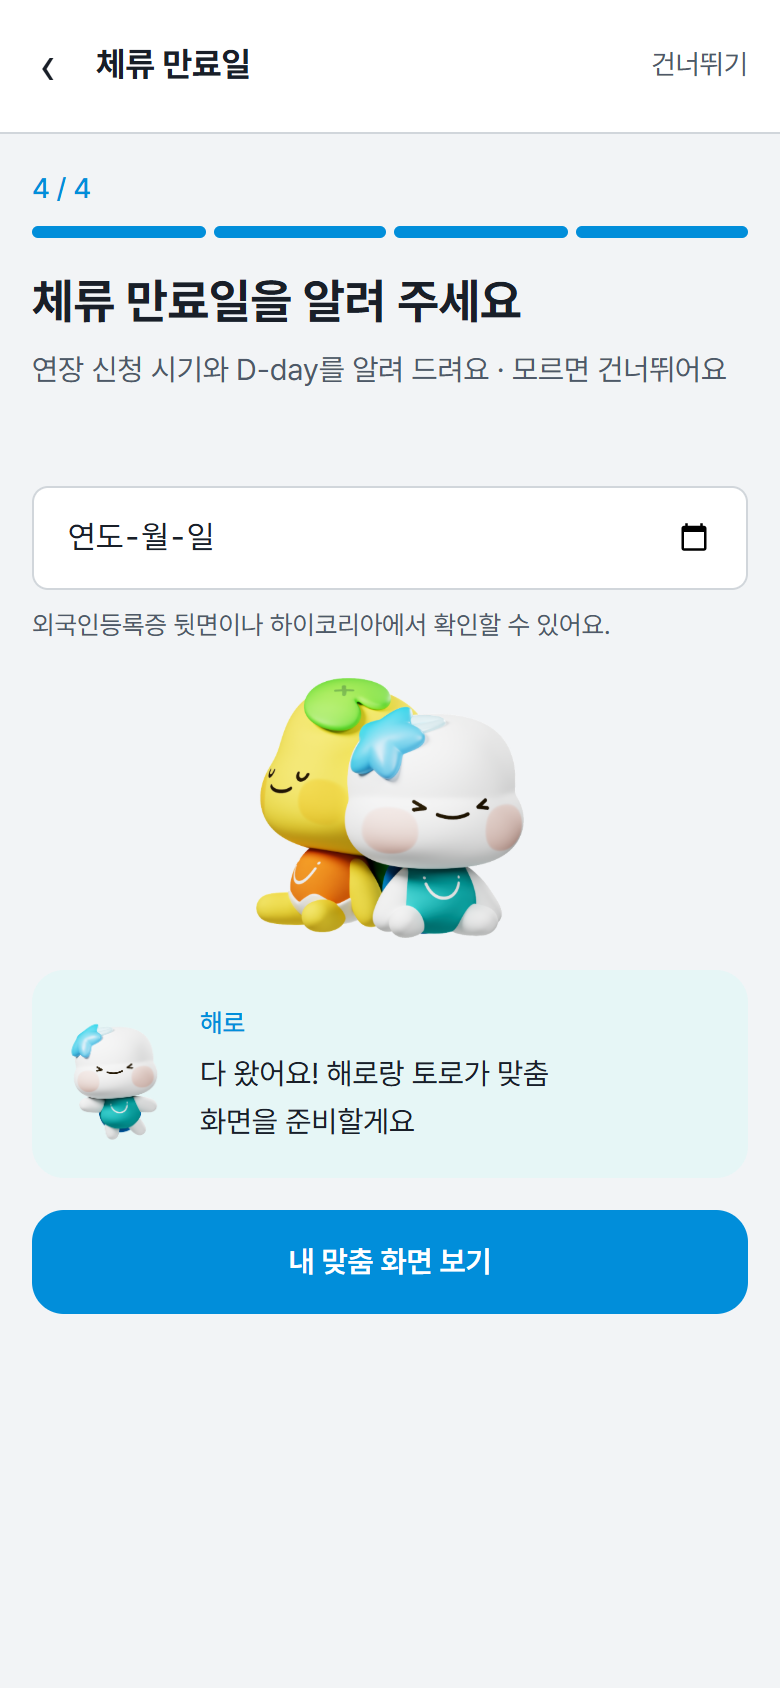 체류 만료일
건너뛰기
4 / 4
체류 만료일을 알려 주세요
연장 신청 시기와 D-day를 알려 드려요 · 모르면 건너뛰어요
연도-월-일
외국인등록증 뒷면이나 하이코리아에서 확인할 수 있어요.
해로
다 왔어요! 해로랑 토로가 맞춤
화면을 준비할게요
내 맞춤 화면 보기